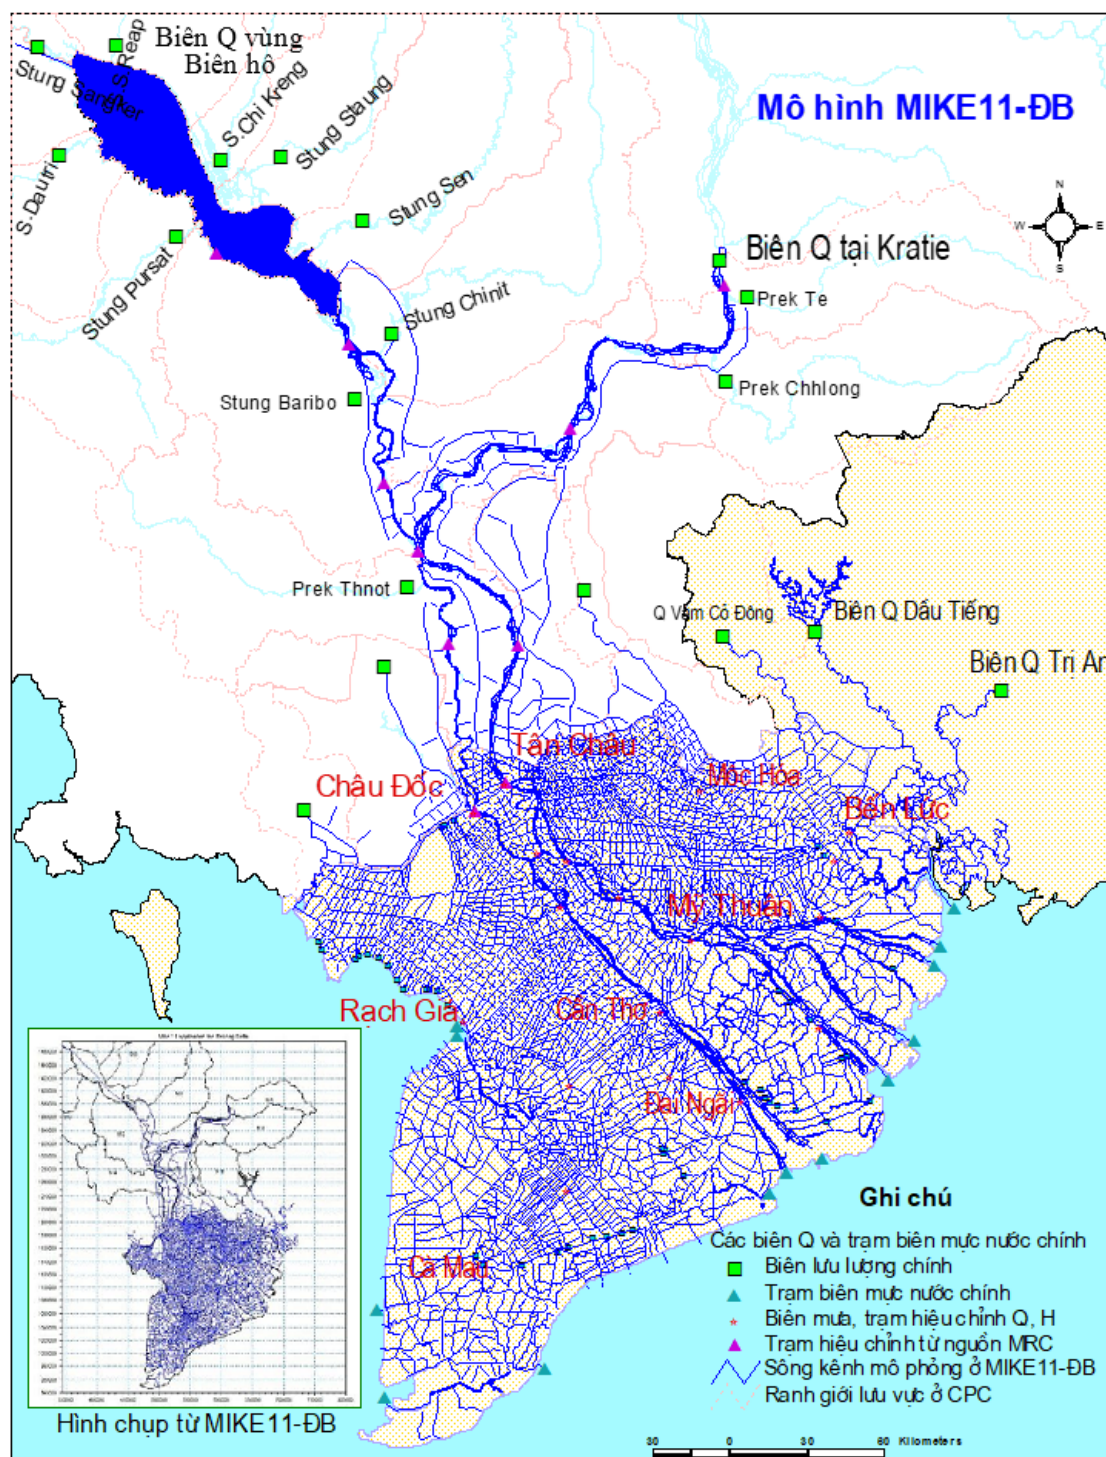 Biên Q vùng
Biên hồ
S.Reap
Stung Sangker
S.Chi Kreng
Stung Staung
Mô hình MIKE11-ĐB
S.Dautri
Stung Sen
N
W
E
S
Biên Q tại Kratie
Stung Pursat
Stung Chinit
Prek Te
Stung Baribo
Prek Chhlong
Prek Thnot
Q Vàm Cỏ Đông
Biên Q Dầu Tiếng
Biên Q Trị An
Tân Châu
Châu Đốc
Mộc Hóa
Bến Lức
Mỹ Thuận
Rạch Giá
Cần Thơ
Đại Ngãi
Cà Mau
Hình chụp từ MIKE11-ĐB
Ghi chú
Các biên Q và trạm biên mực nước chính
Biên lưu lượng chính
Trạm biên mực nước chính
Biên mưa, trạm hiệu chỉnh Q, H
Trạm hiệu chỉnh từ nguồn MRC
Sông kênh mô phỏng ở MIKE11-ĐB
Ranh giới lưu vực ở CPC
30 0 30 60 Kilometers